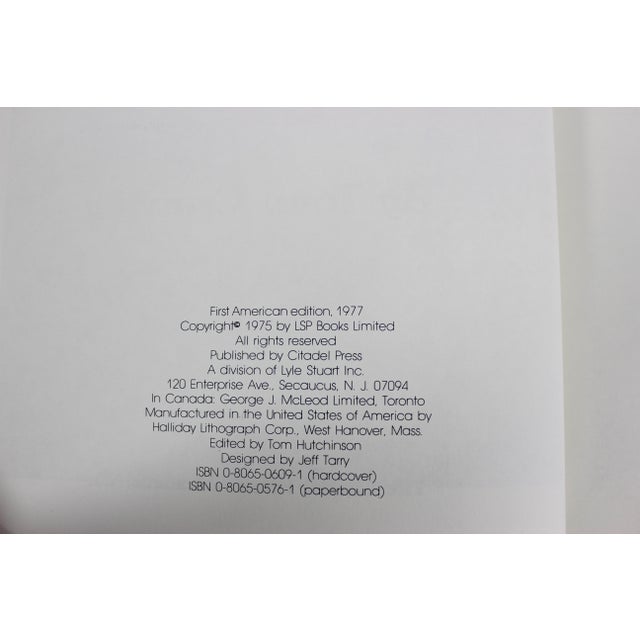 First American edition, 1977
Copyright© 1975 by LSP Books Limited
All rights reserved
Published by Citadel Press
A division of Lyle Stuart Inc.
120 Enterprise Ave., Secaucus, N. J. 07094
In Canada: George J. McLeod Limited, Toronto
Manufactured in the United States of America by
Halliday Lithograph Corp., West Hanover, Mass.
Edited by Tom Hutchinson
Designed by Jeff Tarry
ISBN 0-8065-0609-1 (hardcover)
ISBN 0-8065-0576-1 (paperbound)